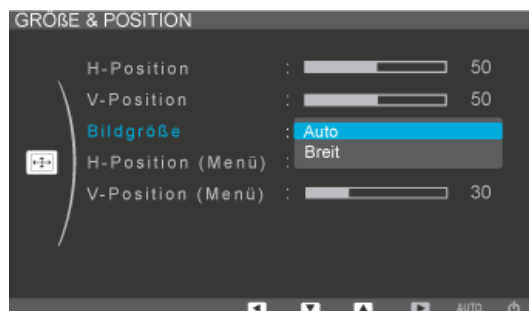 GRÖßE & POSITION
H-Position : 50
V-Position : 50
Bildgröße : Auto
Breit
H-Position (Menü) :
V-Position (Menü) : 30
AUTO